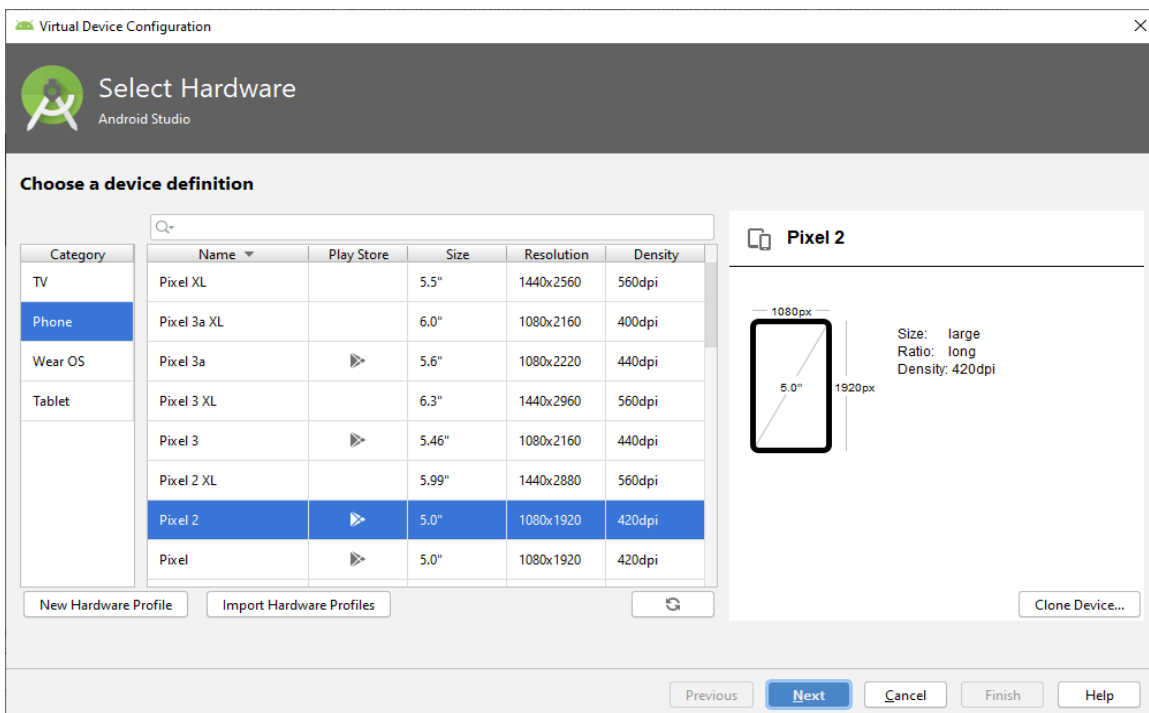 Virtual Device Configuration
Select Hardware
Android Studio
Choose a device definition
Category
TV
Phone
Wear OS
Tablet
Name Play Store Size Resolution Density
Pixel XL 5.5" 1440x2560 560dpi
Pixel 3a XL 6.0" 1080x2160 400dpi
Pixel 3a 5.6" 1080x2220 440dpi
Pixel 3 XL 6.3" 1440x2960 560dpi
Pixel 3 5.46" 1080x2160 440dpi
Pixel 2 XL 5.99" 1440x2880 560dpi
Pixel 2 5.0" 1080x1920 420dpi
Pixel 5.0" 1080x1920 420dpi
New Hardware Profile Import Hardware Profiles
Pixel 2
1080px
5.0" 1920px
Size: large
Ratio: long
Density: 420dpi
Clone Device...
Previous Next Cancel Finish Help